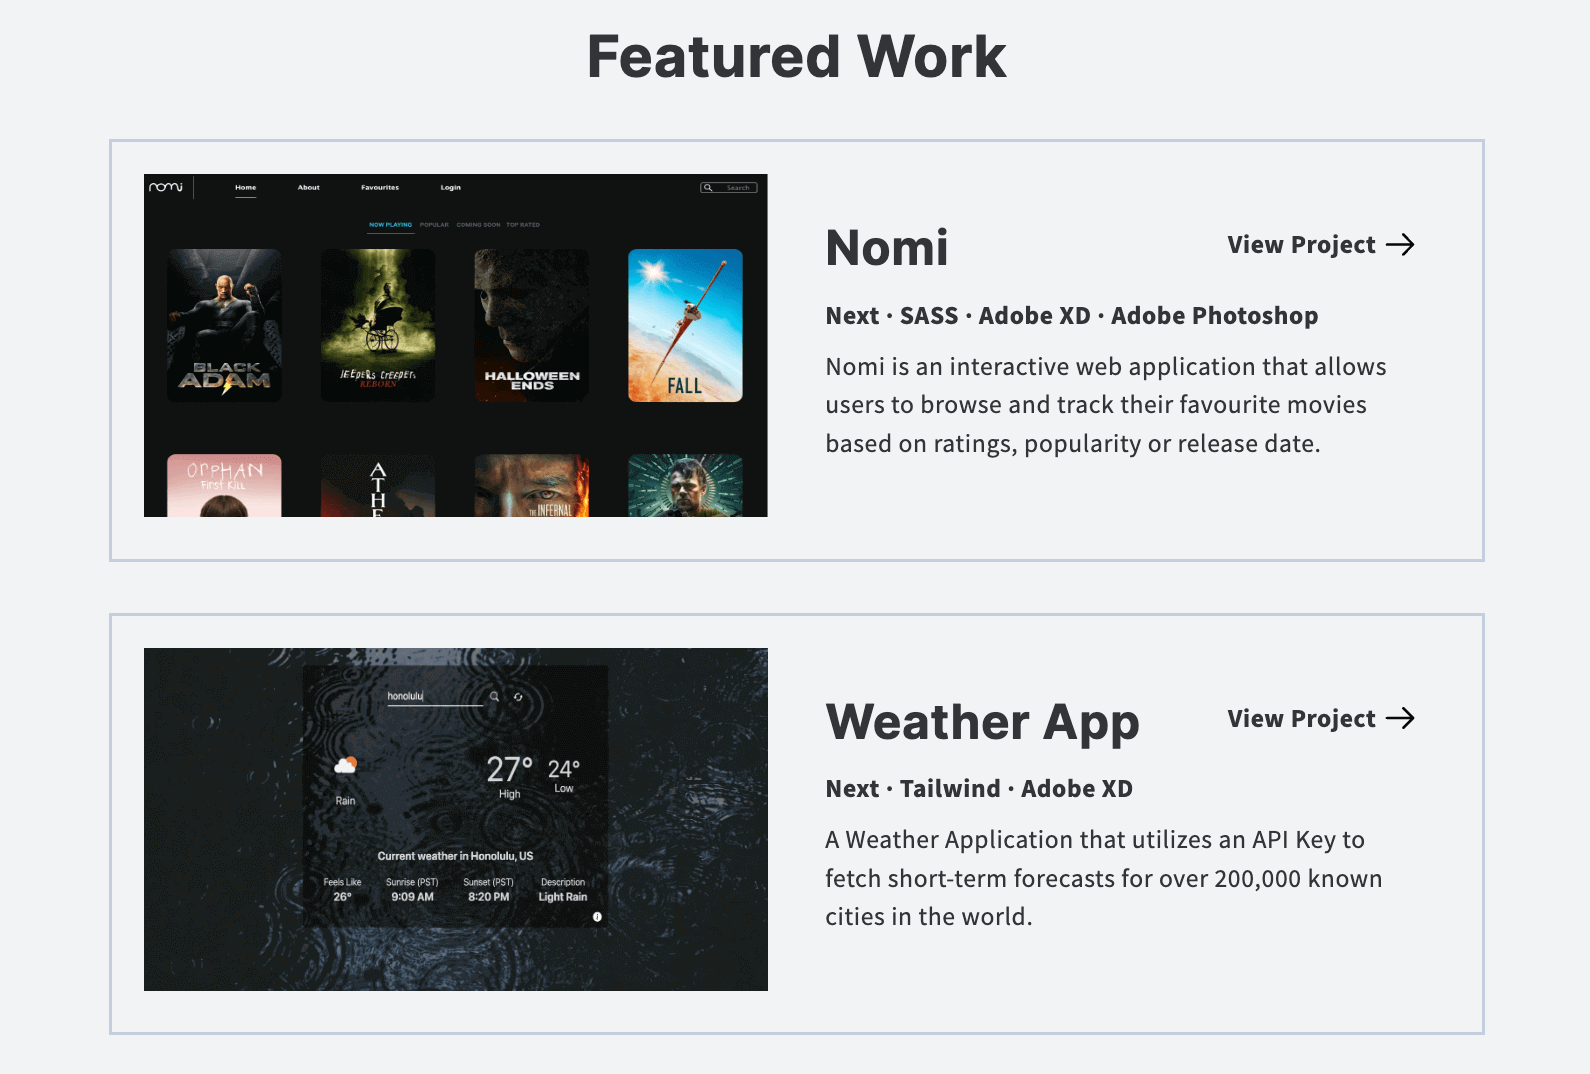 Featured Work
nomi
Home About Favourites Login
Search
NOW PLAYING POPULAR COMING SOON TOP RATED
BLACK
ADAM
JEEPERS CREEPERS
REBORN
HALLOWEEN
ENDS
FALL
ORPHAN
First Kill
A
T
H
E
THE INFERNAL
Nomi
View Project
Next · SASS · Adobe XD · Adobe Photoshop
Nomi is an interactive web application that allows
users to browse and track their favourite movies
based on ratings, popularity or release date.
honolulu
27° 24°
High Low
Rain
Current weather in Honolulu, US
Feels Like Sunrise (PST) Sunset (PST) Description
26° 9:09 AM 8:20 PM Light Rain
Weather App
View Project
Next · Tailwind · Adobe XD
A Weather Application that utilizes an API Key to
fetch short-term forecasts for over 200,000 known
cities in the world.